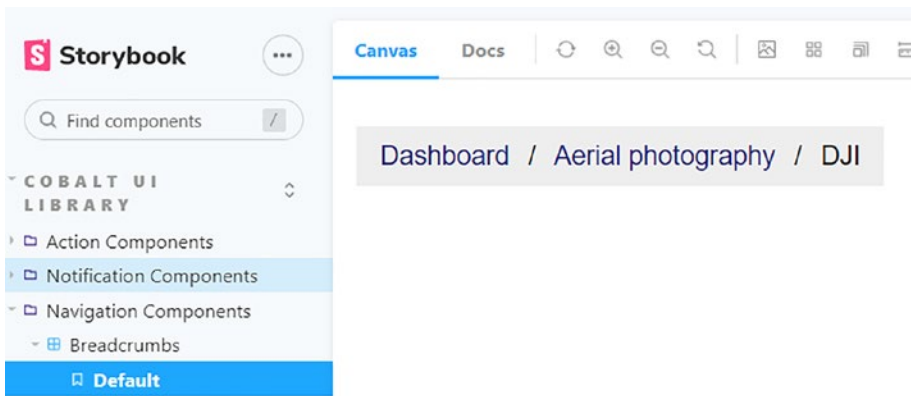 Storybook
Canvas Docs
Find components /
Dashboard / Aerial photography / DJI
COBALT UI
LIBRARY
Action Components
Notification Components
Navigation Components
Breadcrumbs
Default